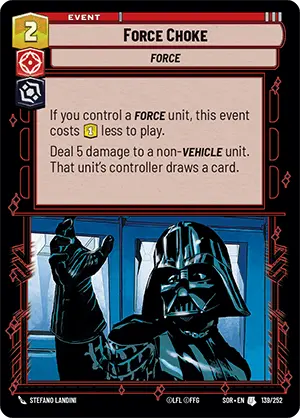 EVENT
2
FORCE CHOKE
FORCE
If you control a FORCE unit, this event
costs 1 less to play.
Deal 5 damage to a non-VEHICLE unit.
That unit's controller draws a card.
STEFANO LANDINI ©LFL ©FFG SOR • EN U 139/252